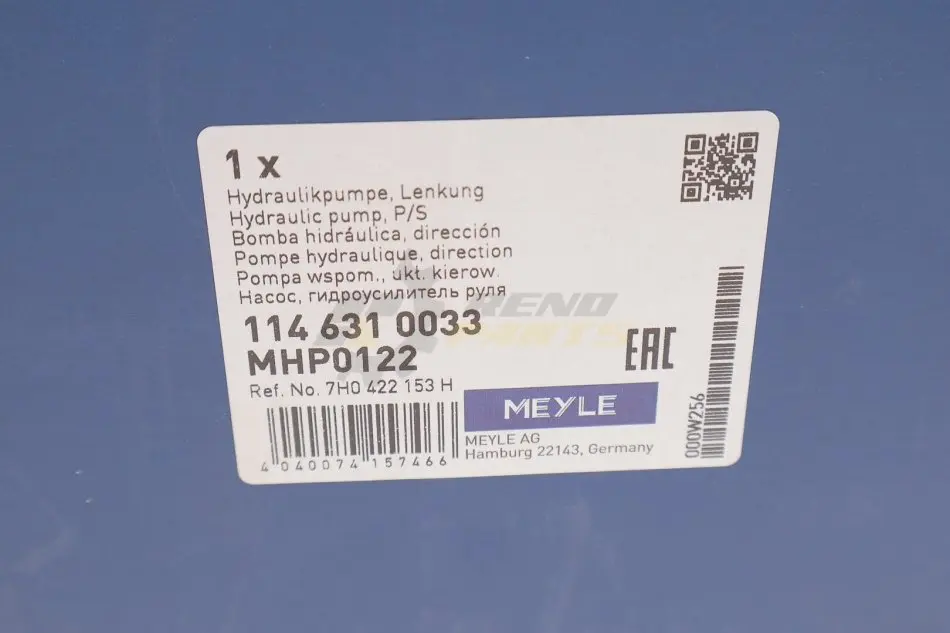 1 x
Hydraulikpumpe, Lenkung
Hydraulic pump, P/S
Bomba hidráulica, dirección
Pompe hydraulique, direction
Pompa wspom., ukł. kierow.
Насос, гидроусилитель руля
RENO
PARTS
114 631 0033
MHP0122
EAC
Ref. No. 7H0 422 153 H
MEYLE
MEYLE AG
Hamburg 22143, Germany
4 040074 157466
000W256